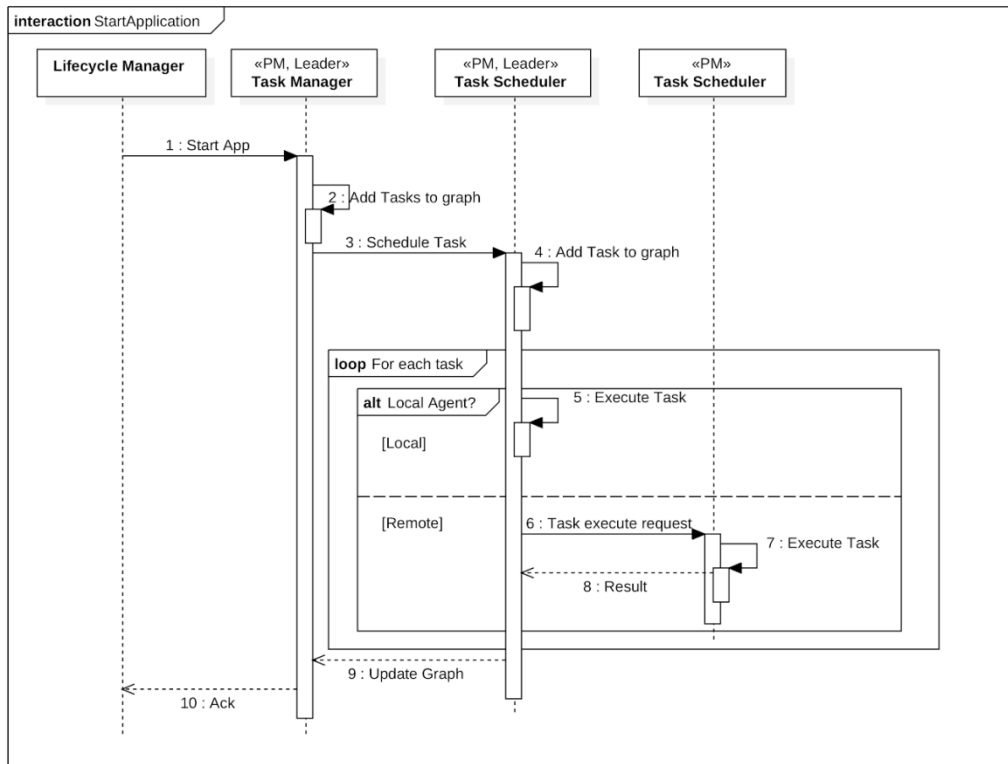 interaction StartApplication
Lifecycle Manager
«PM, Leader»
Task Manager
«PM, Leader»
Task Scheduler
«PM»
Task Scheduler
1 : Start App
2 : Add Tasks to graph
3 : Schedule Task
4 : Add Task to graph
loop For each task
alt Local Agent?
5 : Execute Task
[Local]
[Remote]
6 : Task execute request
7 : Execute Task
8 : Result
9 : Update Graph
10 : Ack